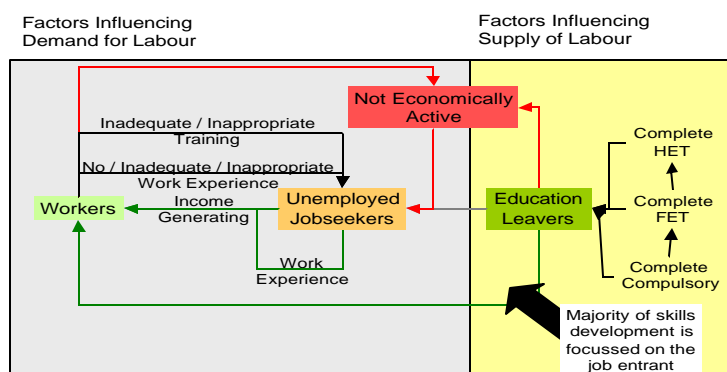 Factors Influencing
Demand for Labour
Factors Influencing
Supply of Labour
Not Economically
Active
Inadequate / Inappropriate
Training
No / Inadequate / Inappropriate
Work Experience
Workers
Income
Generating
Unemployed
Jobseekers
Work
Experience
Education
Leavers
Complete
HET
Complete
FET
Complete
Compulsory
Majority of skills
development is
focussed on the
job entrant